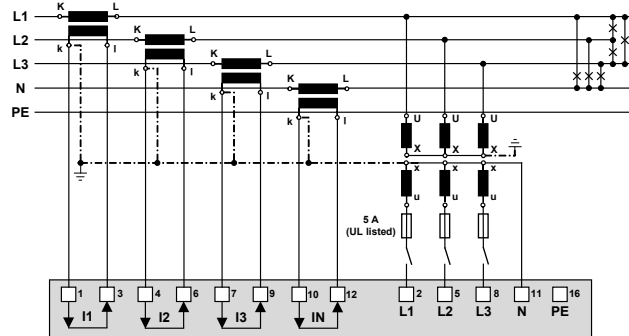 L1 K L
L2 K L
k l
L3 K L
k l
N K L
k l
PE k l
U U U
X X X
x x x
u u u
5 A
(UL listed)
1 3 4 6 7 9 10 12 2 5 8 11 16
I1 I2 I3 IN L1 L2 L3 N PE